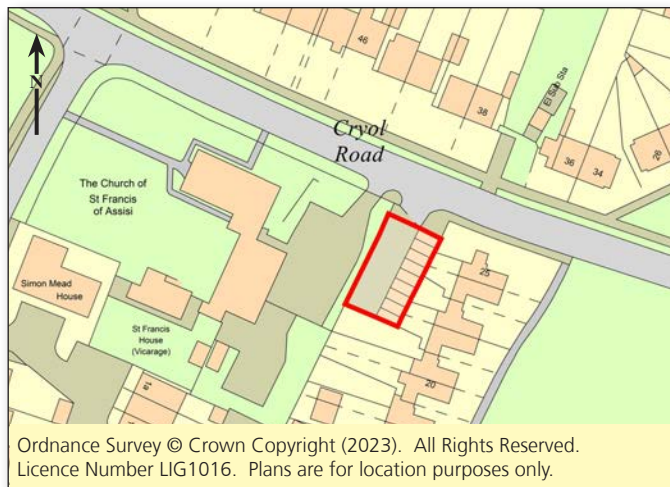 N
46
38
El Sub Sta
Cryol
Road
36
34
26
The Church of
St Francis
of Assisi
Simon Mead
House
25
St Francis
House
(Vicarage)
1a
20
Ordnance Survey © Crown Copyright (2023). All Rights Reserved.
Licence Number LIG1016. Plans are for location purposes only.